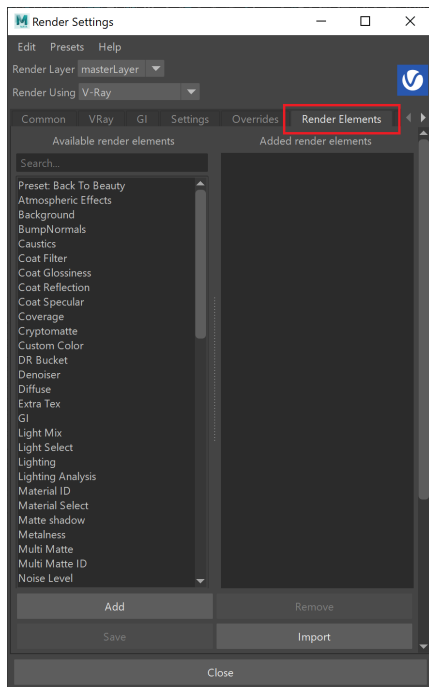 Render Settings
Edit Presets Help
Render Layer masterLayer
Render Using V-Ray
Common VRay GI Settings Overrides Render Elements
Available render elements
Added render elements
Search...
Preset: Back To Beauty
Atmospheric Effects
Background
BumpNormals
Caustics
Coat Filter
Coat Glossiness
Coat Reflection
Coat Specular
Coverage
Cryptomatte
Custom Color
DR Bucket
Denoiser
Diffuse
Extra Tex
GI
Light Mix
Light Select
Lighting
Lighting Analysis
Material ID
Material Select
Matte shadow
Metalness
Multi Matte
Multi Matte ID
Noise Level
Add Remove
Save Import
Close